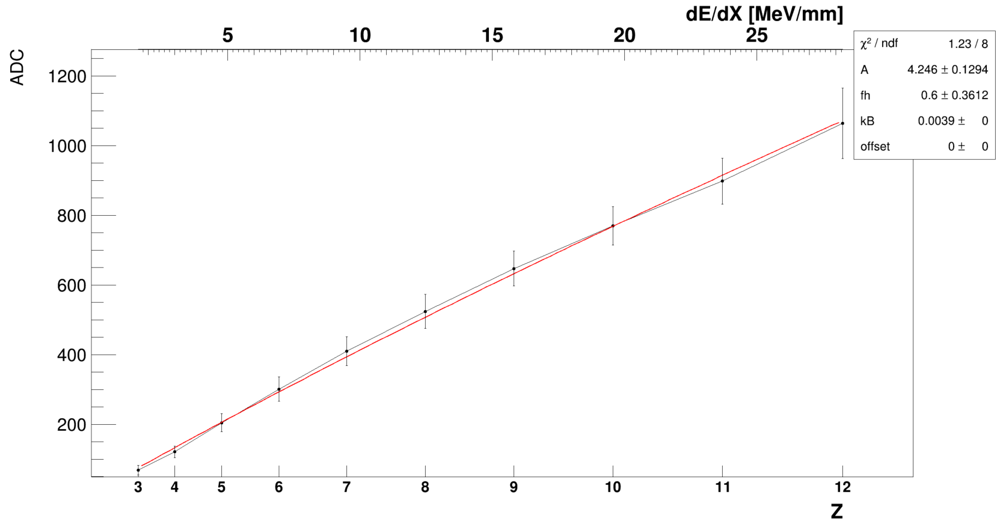 dE/dX [MeV/mm]
5 10 15 20 25
ADC
1200
1000
800
600
400
200
χ² / ndf 1.23 / 8
A 4.246 ± 0.1294
fh 0.6 ± 0.3612
kB 0.0039 ± 0
offset 0 ± 0
3 4 5 6 7 8 9 10 11 12
Z